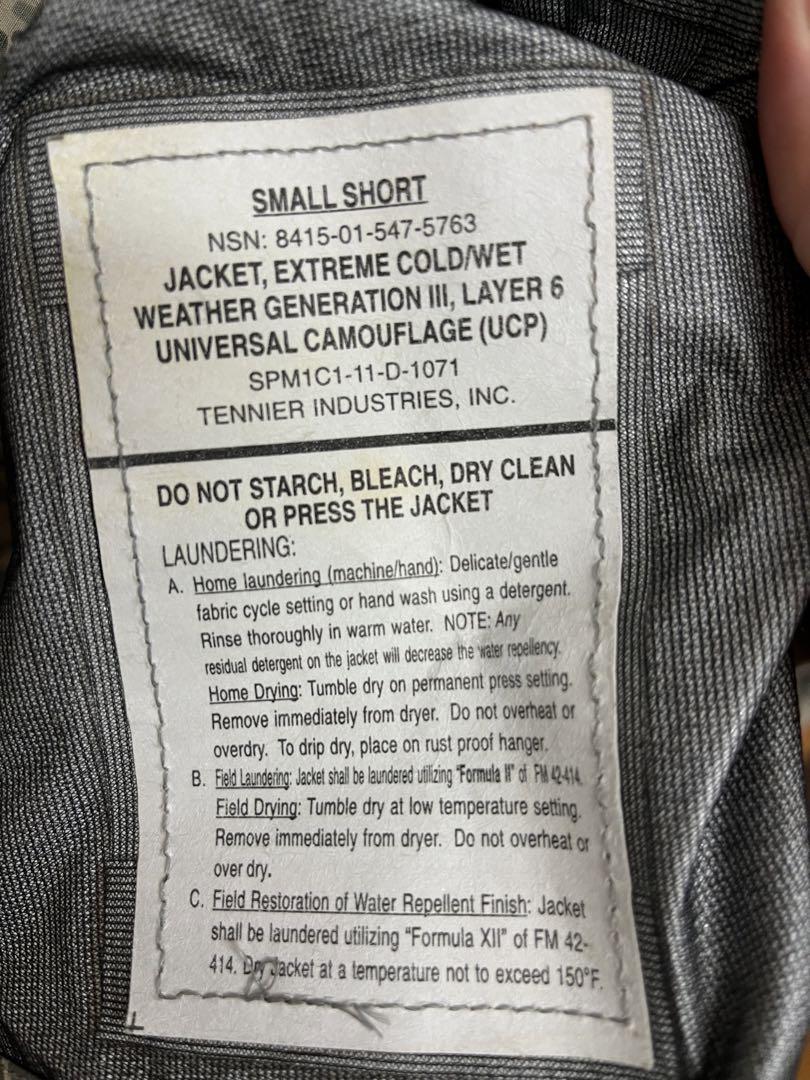 SMALL SHORT
NSN: 8415-01-547-5763
JACKET, EXTREME COLD/WET
WEATHER GENERATION III, LAYER 6
UNIVERSAL CAMOUFLAGE (UCP)
SPM1C1-11-D-1071
TENNIER INDUSTRIES, INC.
DO NOT STARCH, BLEACH, DRY CLEAN
OR PRESS THE JACKET
LAUNDERING:
A. Home laundering (machine/hand): Delicate/gentle
fabric cycle setting or hand wash using a detergent.
Rinse thoroughly in warm water. NOTE: Any
residual detergent on the jacket will decrease the water repellency.
Home Drying: Tumble dry on permanent press setting.
Remove immediately from dryer. Do not overheat or
overdry. To drip dry, place on rust proof hanger.
B. Field Laundering: Jacket shall be laundered utilizing "Formula II" of FM 42-414.
Field Drying: Tumble dry at low temperature setting.
Remove immediately from dryer. Do not overheat or
over dry.
C. Field Restoration of Water Repellent Finish: Jacket
shall be laundered utilizing "Formula XII" of FM 42-
414. Dry Jacket at a temperature not to exceed 150°F.